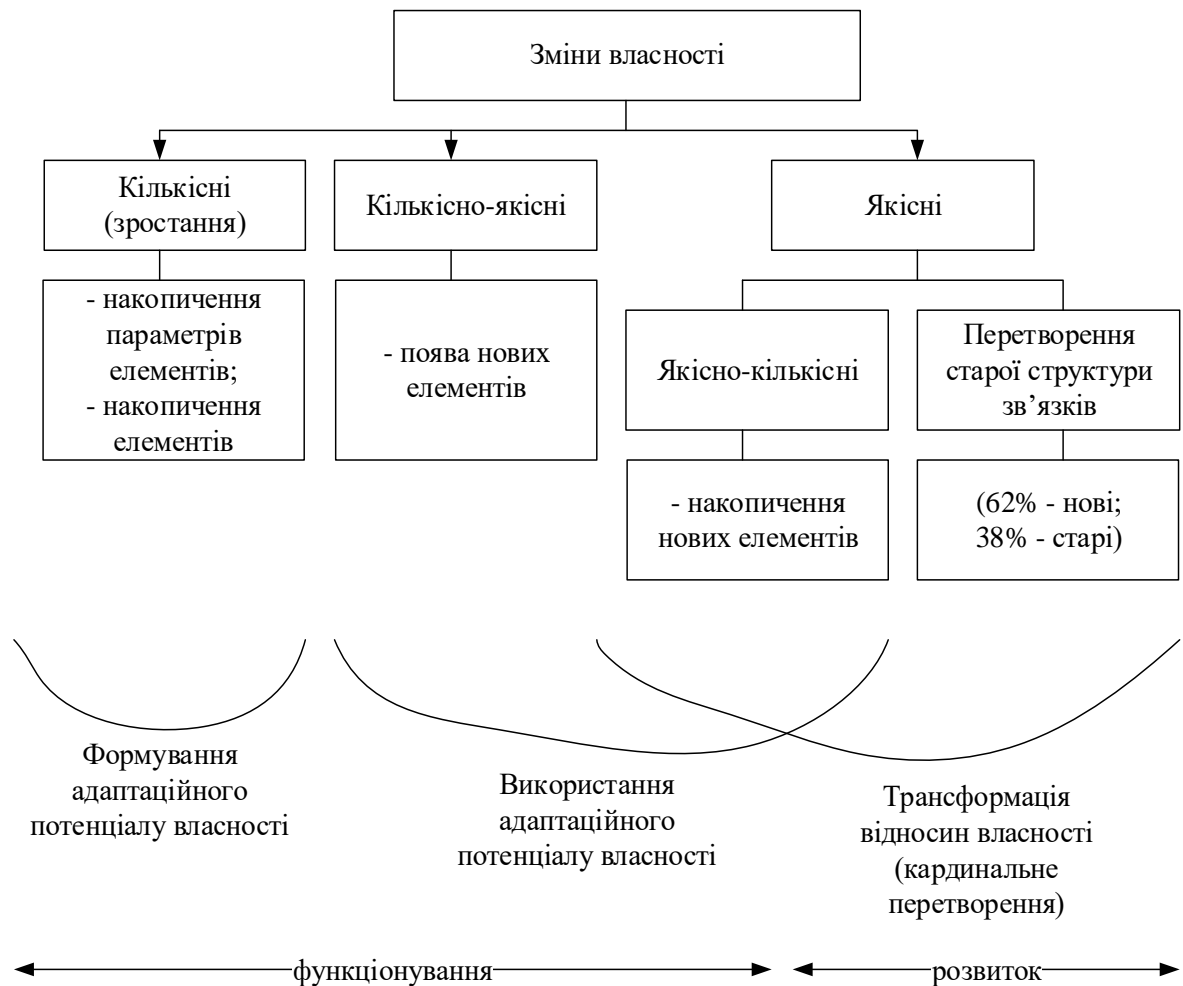 Зміни власності
Кількісні
(зростання)
Кількісно-якісні
Якісні
- накопичення
параметрів
елементів;
- накопичення
елементів
- поява нових
елементів
Якісно-кількісні
Перетворення
старої структури
зв’язків
- накопичення
нових елементів
(62% - нові;
38% - старі)
Формування
адаптаційного
потенціалу власності
Використання
адаптаційного
потенціалу власності
Трансформація
відносин власності
(кардинальне
перетворення)
функціонування
розвиток